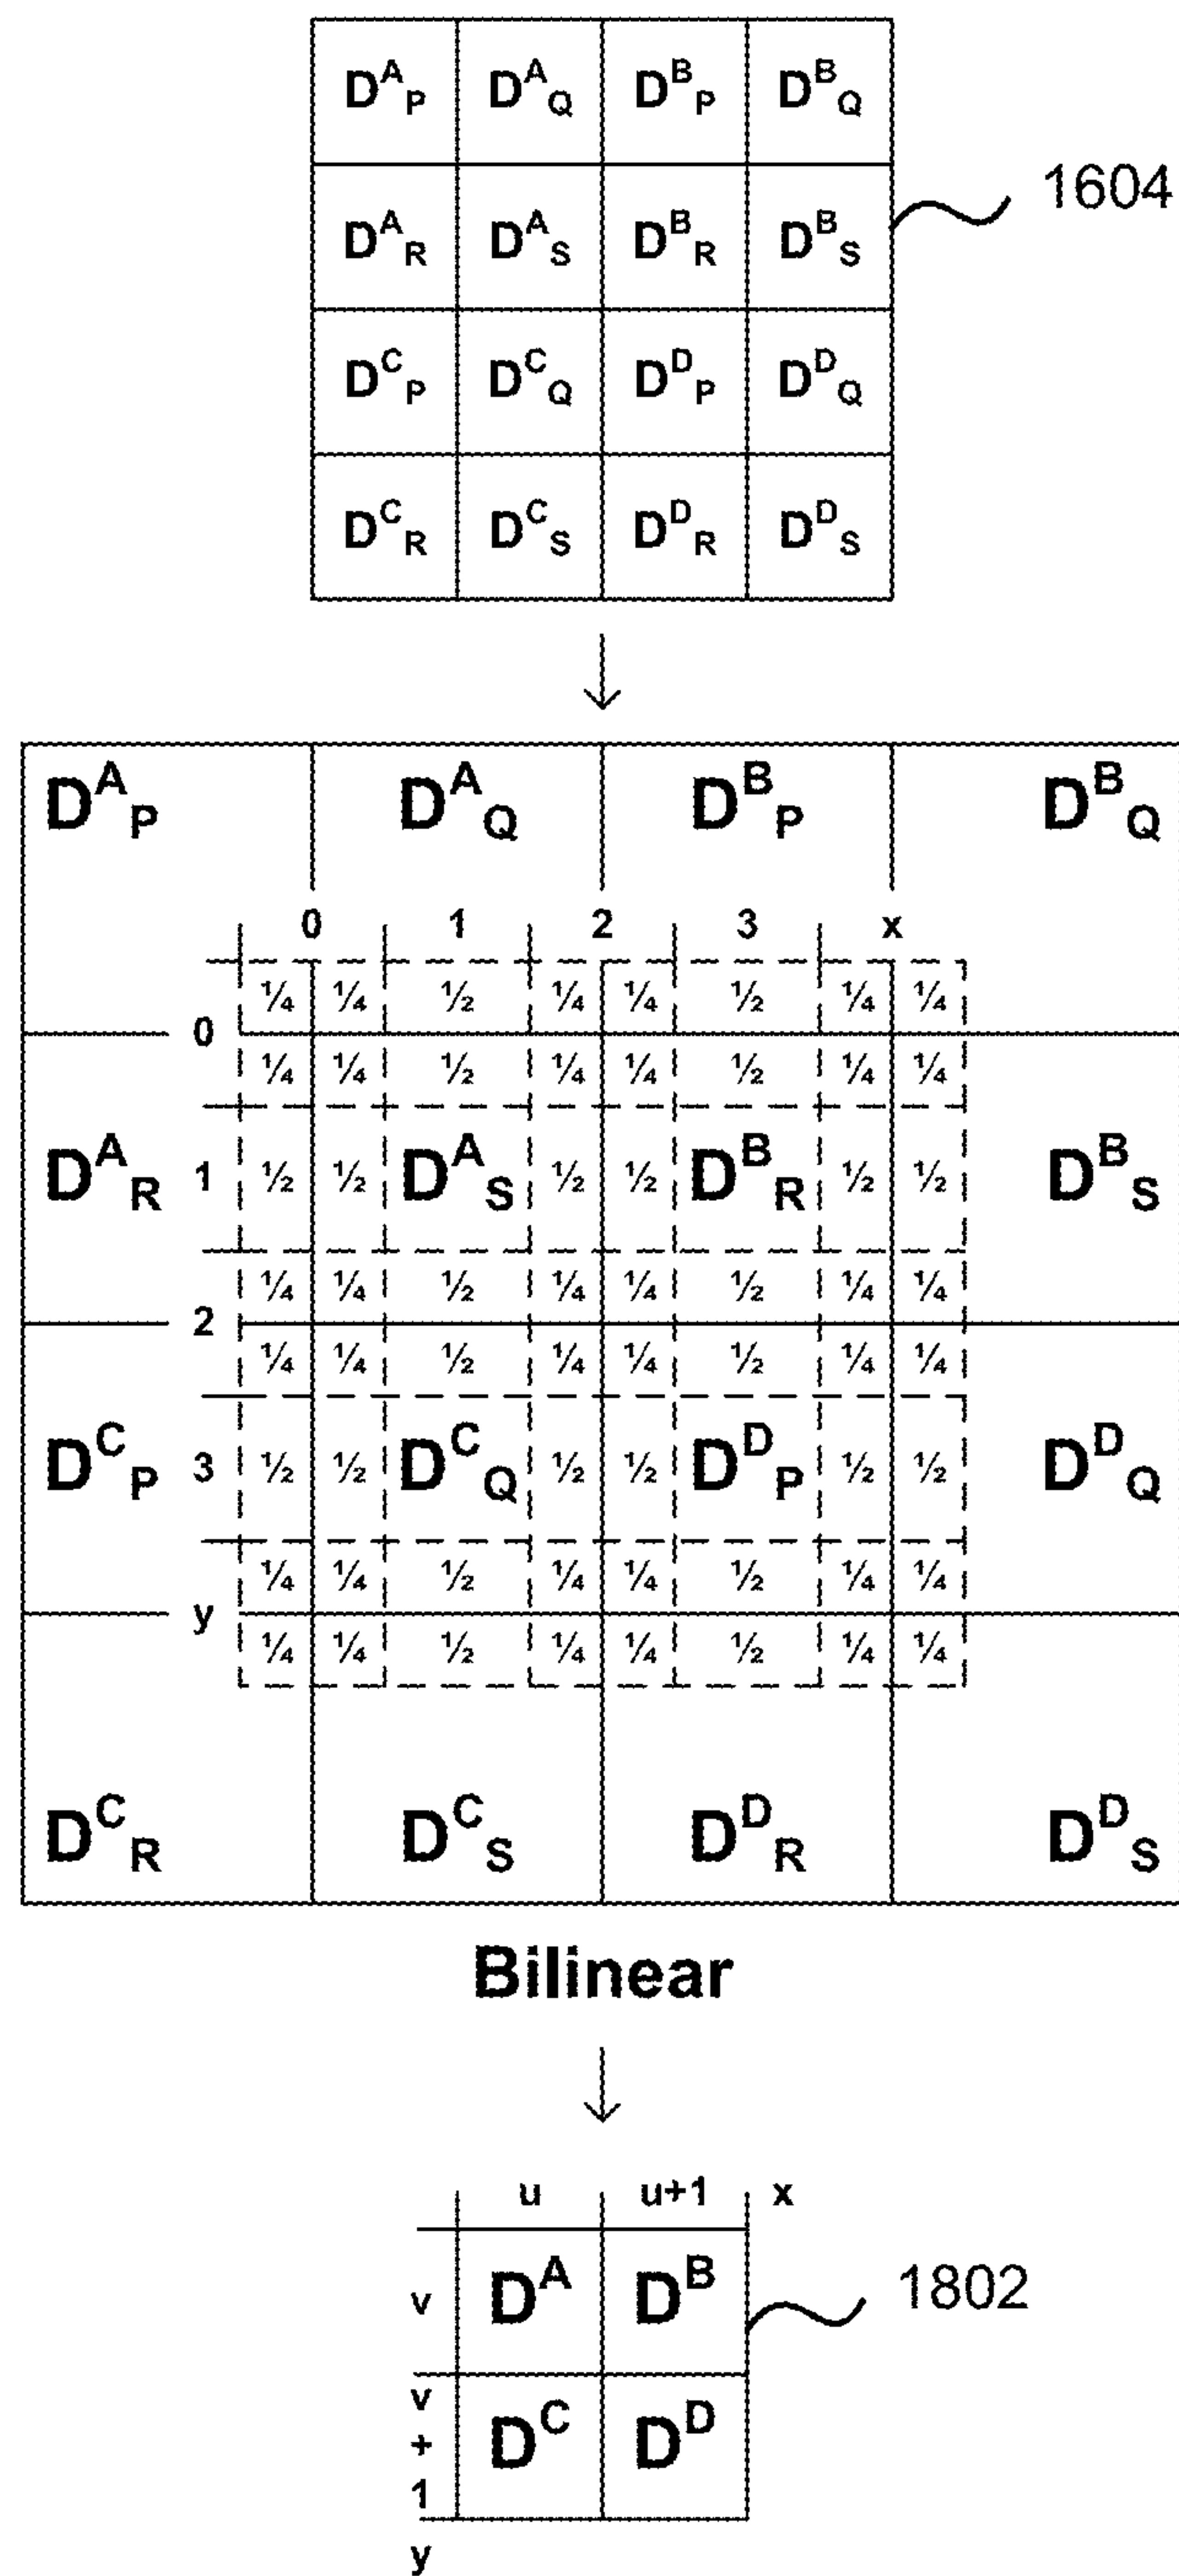 D^A_P D^A_Q D^B_P D^B_Q
1604
D^A_R D^A_S D^B_R D^B_S
D^C_P D^C_Q D^D_P D^D_Q
D^C_R D^C_S D^D_R D^D_S
D^A_P D^A_Q D^B_P D^B_Q
0 1 2 3 x
¼ ¼ ½ ¼ ¼ ½ ¼ ¼
0
¼ ¼ ½ ¼ ¼ ½ ¼ ¼
D^A_R 1 ½ ½ D^A_S ½ ½ D^B_R ½ ½ D^B_S
¼ ¼ ½ ¼ ¼ ½ ¼ ¼
2
¼ ¼ ½ ¼ ¼ ½ ¼ ¼
D^C_P 3 ½ ½ D^C_Q ½ ½ D^D_P ½ ½ D^D_Q
¼ ¼ ½ ¼ ¼ ½ ¼ ¼
y
¼ ¼ ½ ¼ ¼ ½ ¼ ¼
D^C_R D^C_S D^D_R D^D_S
Bilinear
u u+1 x
v D^A D^B 1802
v
+ D^C D^D
1
y